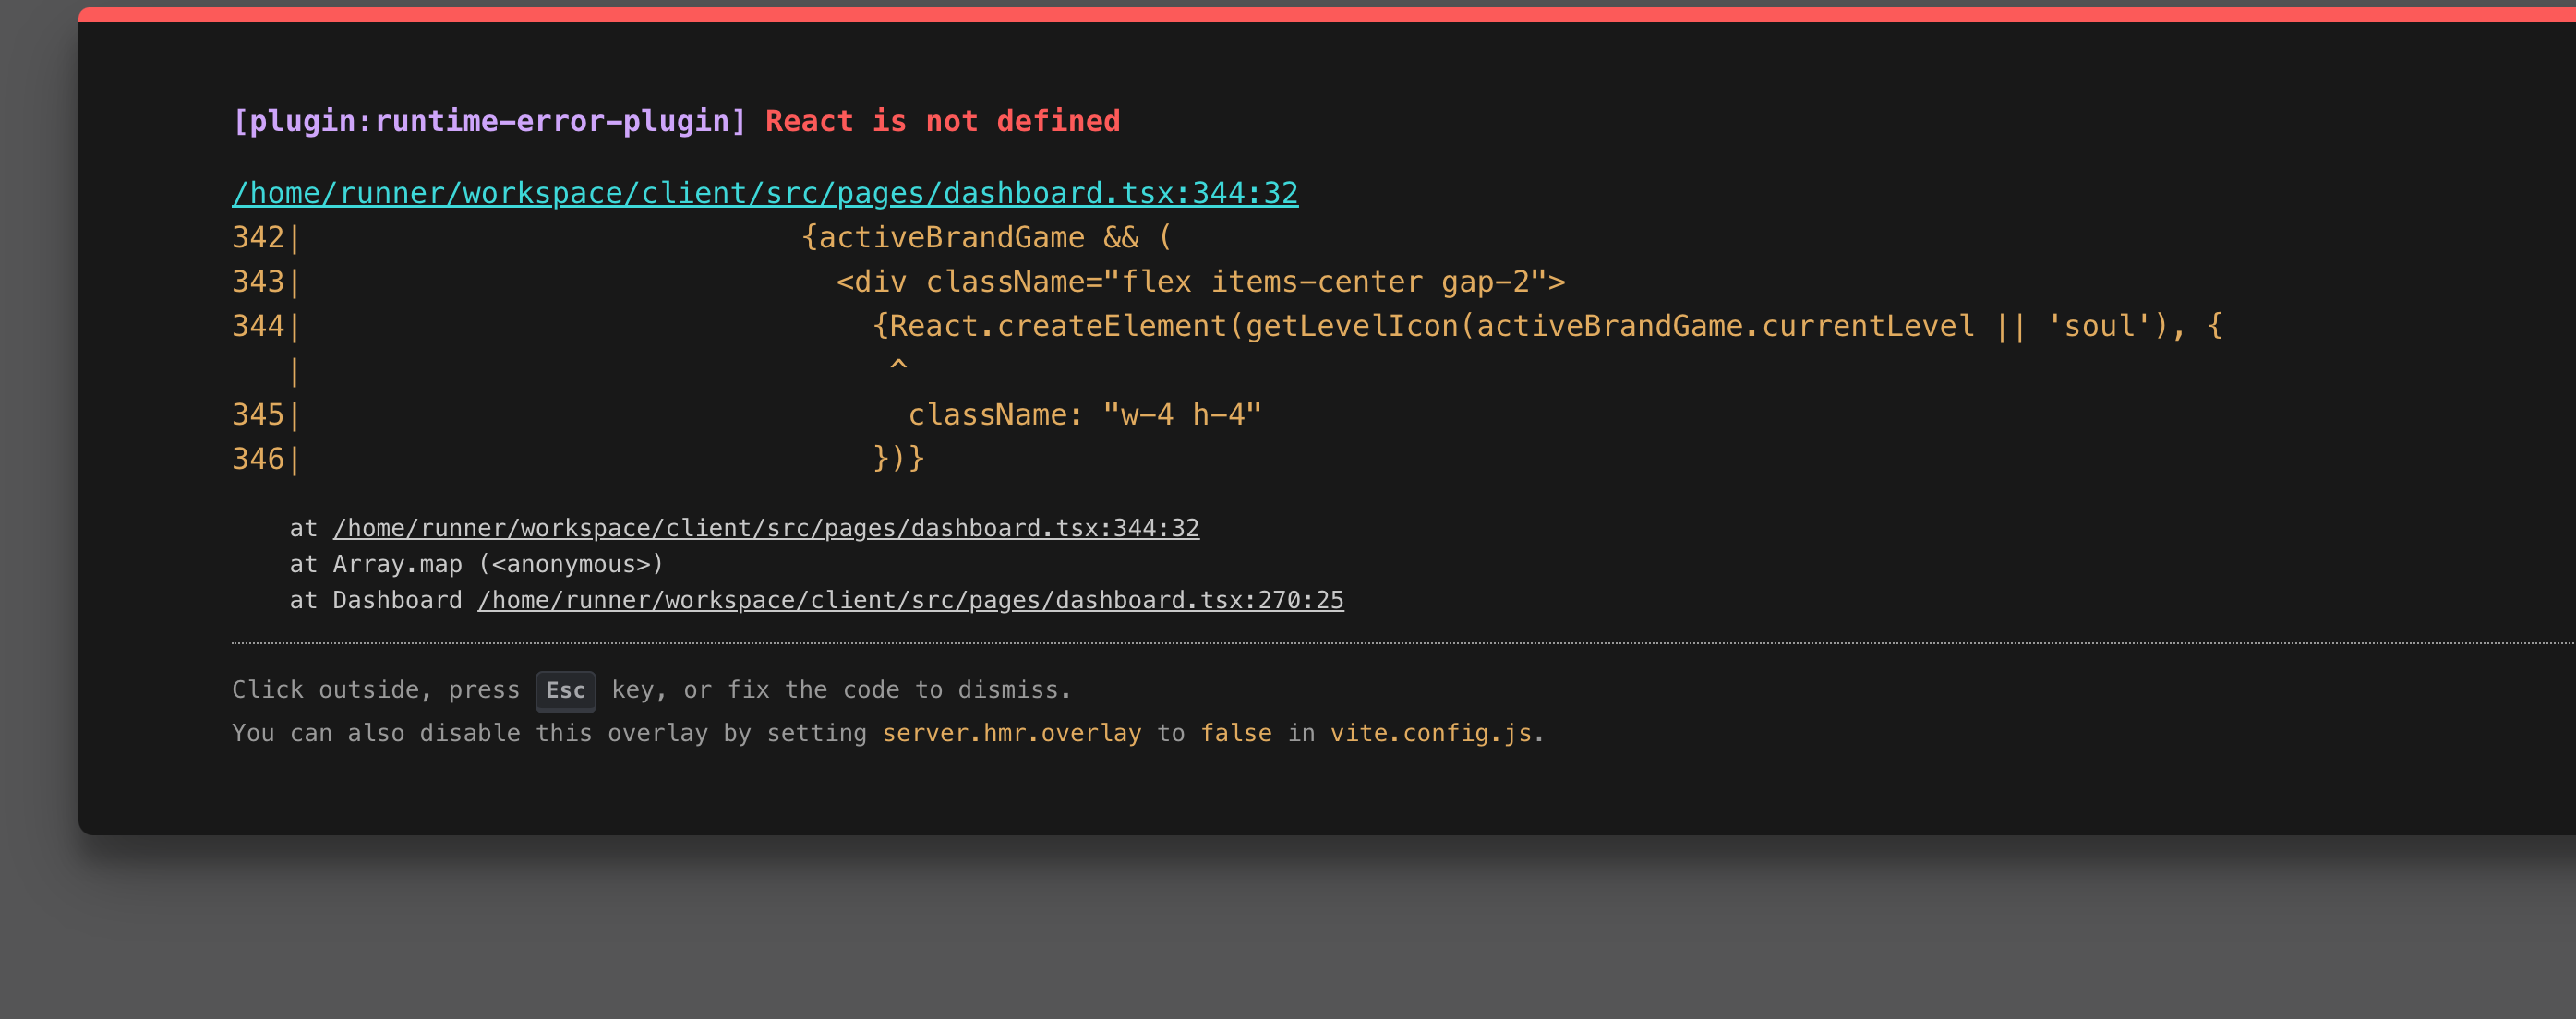 [plugin:runtime-error-plugin] React is not defined
/home/runner/workspace/client/src/pages/dashboard.tsx:344:32
342|                            {activeBrandGame && (
343|                              <div className="flex items-center gap-2">
344|                                {React.createElement(getLevelIcon(activeBrandGame.currentLevel || 'soul'), {
   |                                 ^
345|                                  className: "w-4 h-4"
346|                                })}
    at /home/runner/workspace/client/src/pages/dashboard.tsx:344:32
    at Array.map (<anonymous>)
    at Dashboard /home/runner/workspace/client/src/pages/dashboard.tsx:270:25
Click outside, press Esc key, or fix the code to dismiss.
You can also disable this overlay by setting server.hmr.overlay to false in vite.config.js.